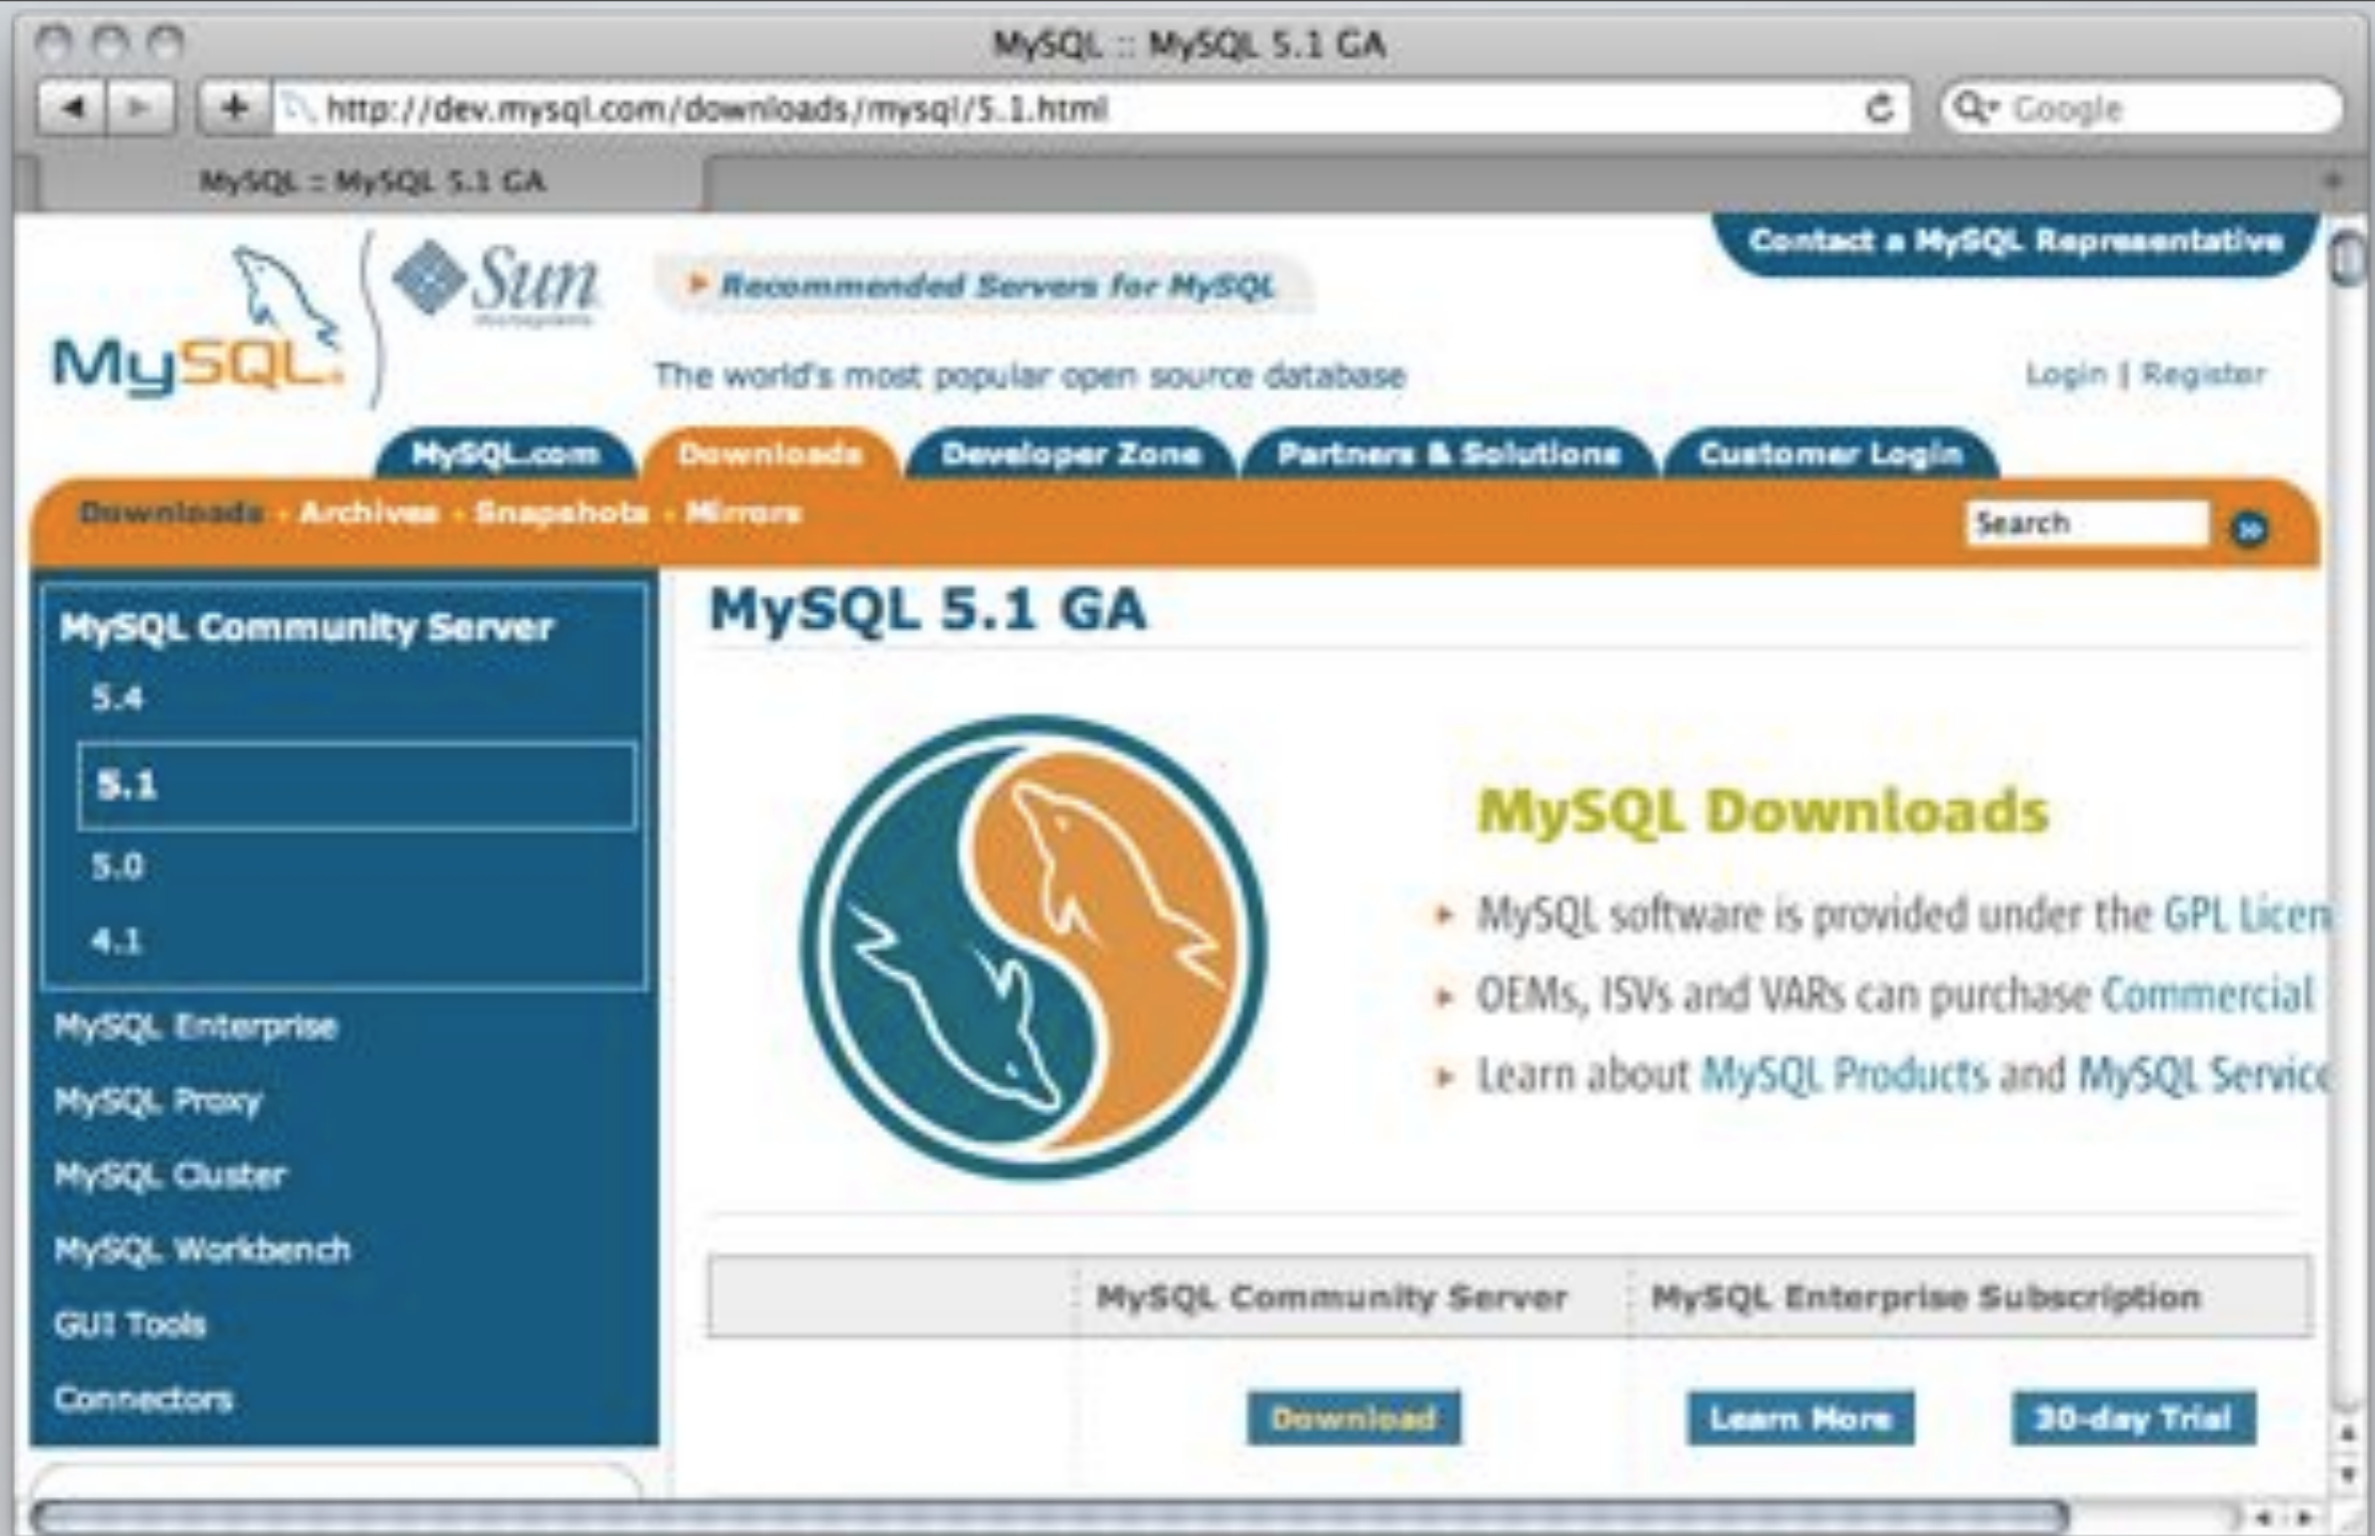 MySQL :: MySQL 5.1 GA
http://dev.mysql.com/downloads/mysql/5.1.html
Google
MySQL :: MySQL 5.1 GA
Contact a MySQL Representative
MySQL
Sun
microsystems
Recommended Servers for MySQL
The world's most popular open source database
Login | Register
MySQL.com
Downloads
Developer Zone
Partners & Solutions
Customer Login
Downloads
Archives
Snapshots
Mirrors
Search
MySQL Community Server
5.4
5.1
5.0
4.1
MySQL Enterprise
MySQL Proxy
MySQL Cluster
MySQL Workbench
GUI Tools
Connectors
MySQL 5.1 GA
MySQL Downloads
MySQL software is provided under the GPL Licen
OEMs, ISVs and VARs can purchase Commercial
Learn about MySQL Products and MySQL Service
MySQL Community Server
MySQL Enterprise Subscription
Download
Learn More
30-day Trial